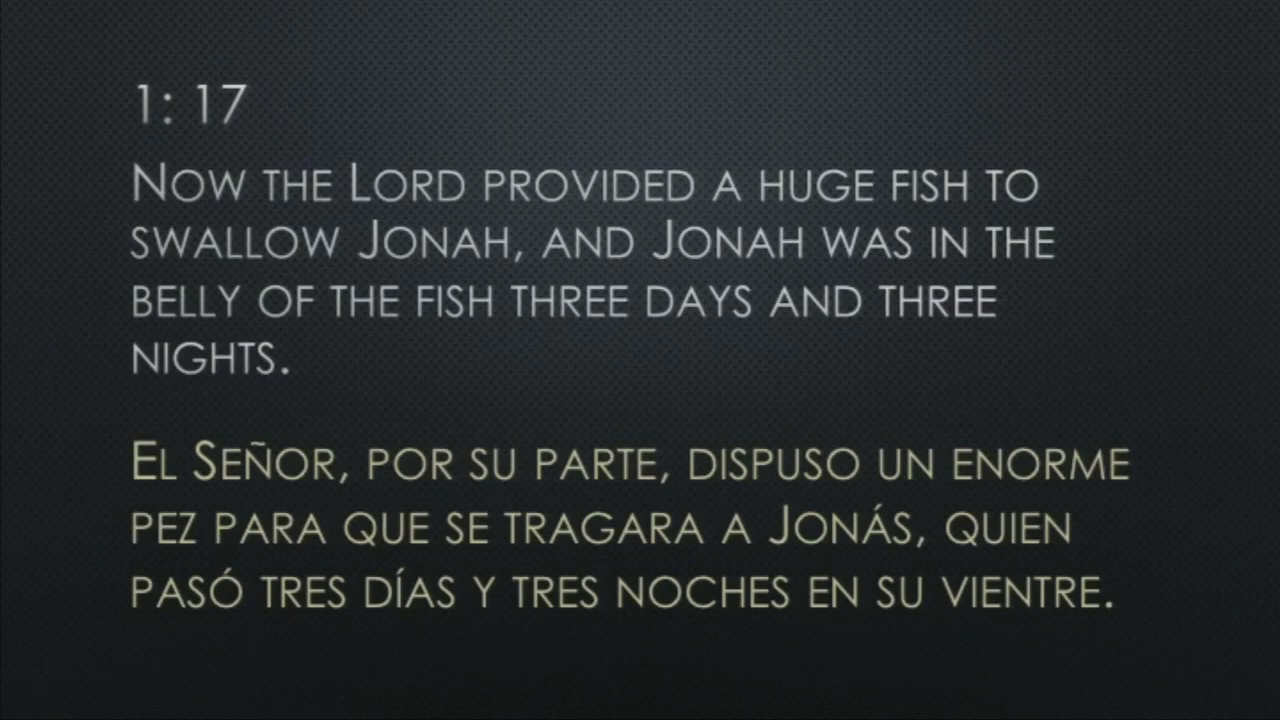 1: 17
Now the Lord provided a huge fish to
swallow Jonah, and Jonah was in the
belly of the fish three days and three
nights.
El Señor, por su parte, dispuso un enorme
pez para que se tragara a Jonás, quien
pasó tres días y tres noches en su vientre.